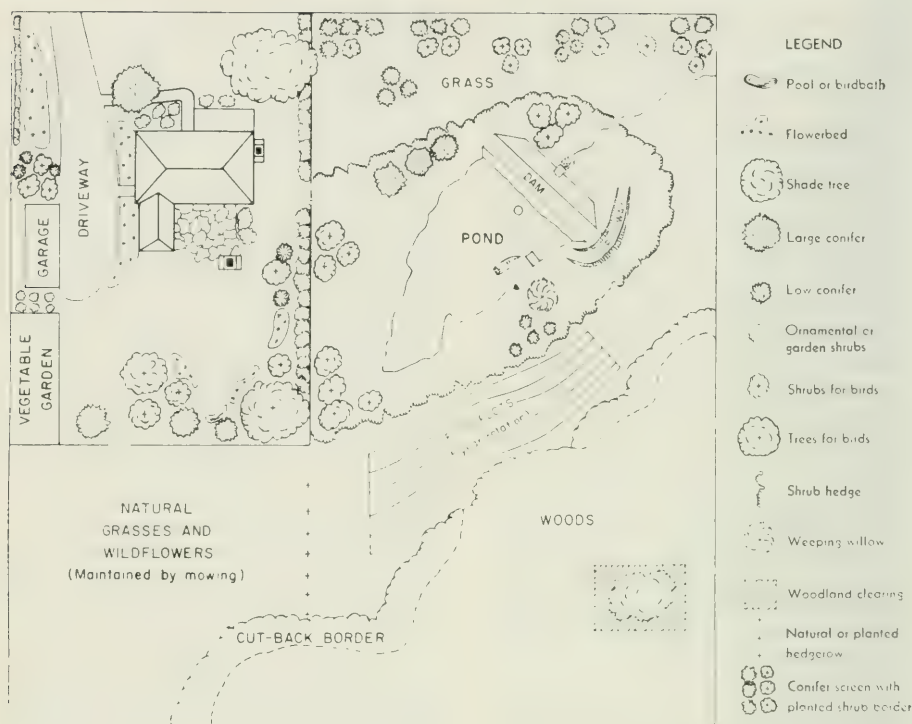 GRASS
DAM
POND
DRIVEWAY
GARAGE
VEGETABLE
GARDEN
NATURAL
GRASSES AND
WILDFLOWERS
(Maintained by mowing)
WOODS
CUT-BACK BORDER
LEGEND
Pool or birdbath
Flowerbed
Shade tree
Large conifer
Low conifer
Ornamental or
garden shrubs
Shrubs for birds
Trees for birds
Shrub hedge
Weeping willow
Woodland clearing
Natural or planted
hedgerow
Conifer screen with
planted shrub border